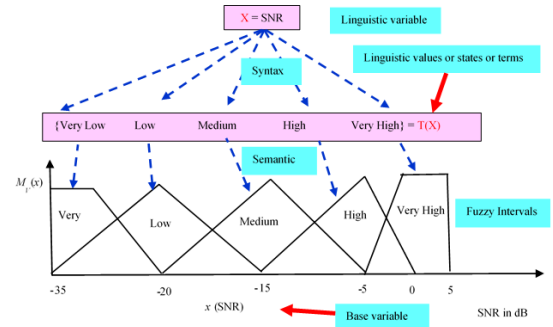 X = SNR
Linguistic variable
Linguistic values or states or terms
Syntax
{Very Low Low Medium High Very High} = T(X)
Semantic
Very
Low
Medium
High
Very High
Fuzzy Intervals
-35 -20 -15 -5 0 5
x (SNR)
Base variable
SNR in dB